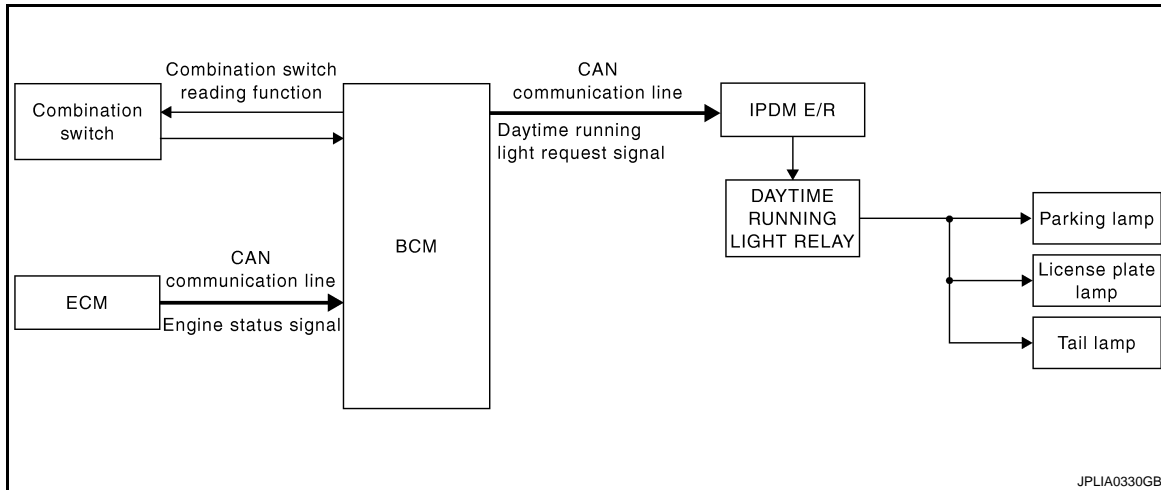 Combination switch
reading function
Combination
switch
CAN
communication line
Daytime running
light request signal
IPDM E/R
DAYTIME
RUNNING
LIGHT RELAY
Parking lamp
License plate
lamp
Tail lamp
BCM
CAN
communication line
ECM
Engine status signal
JPLIA0330GB